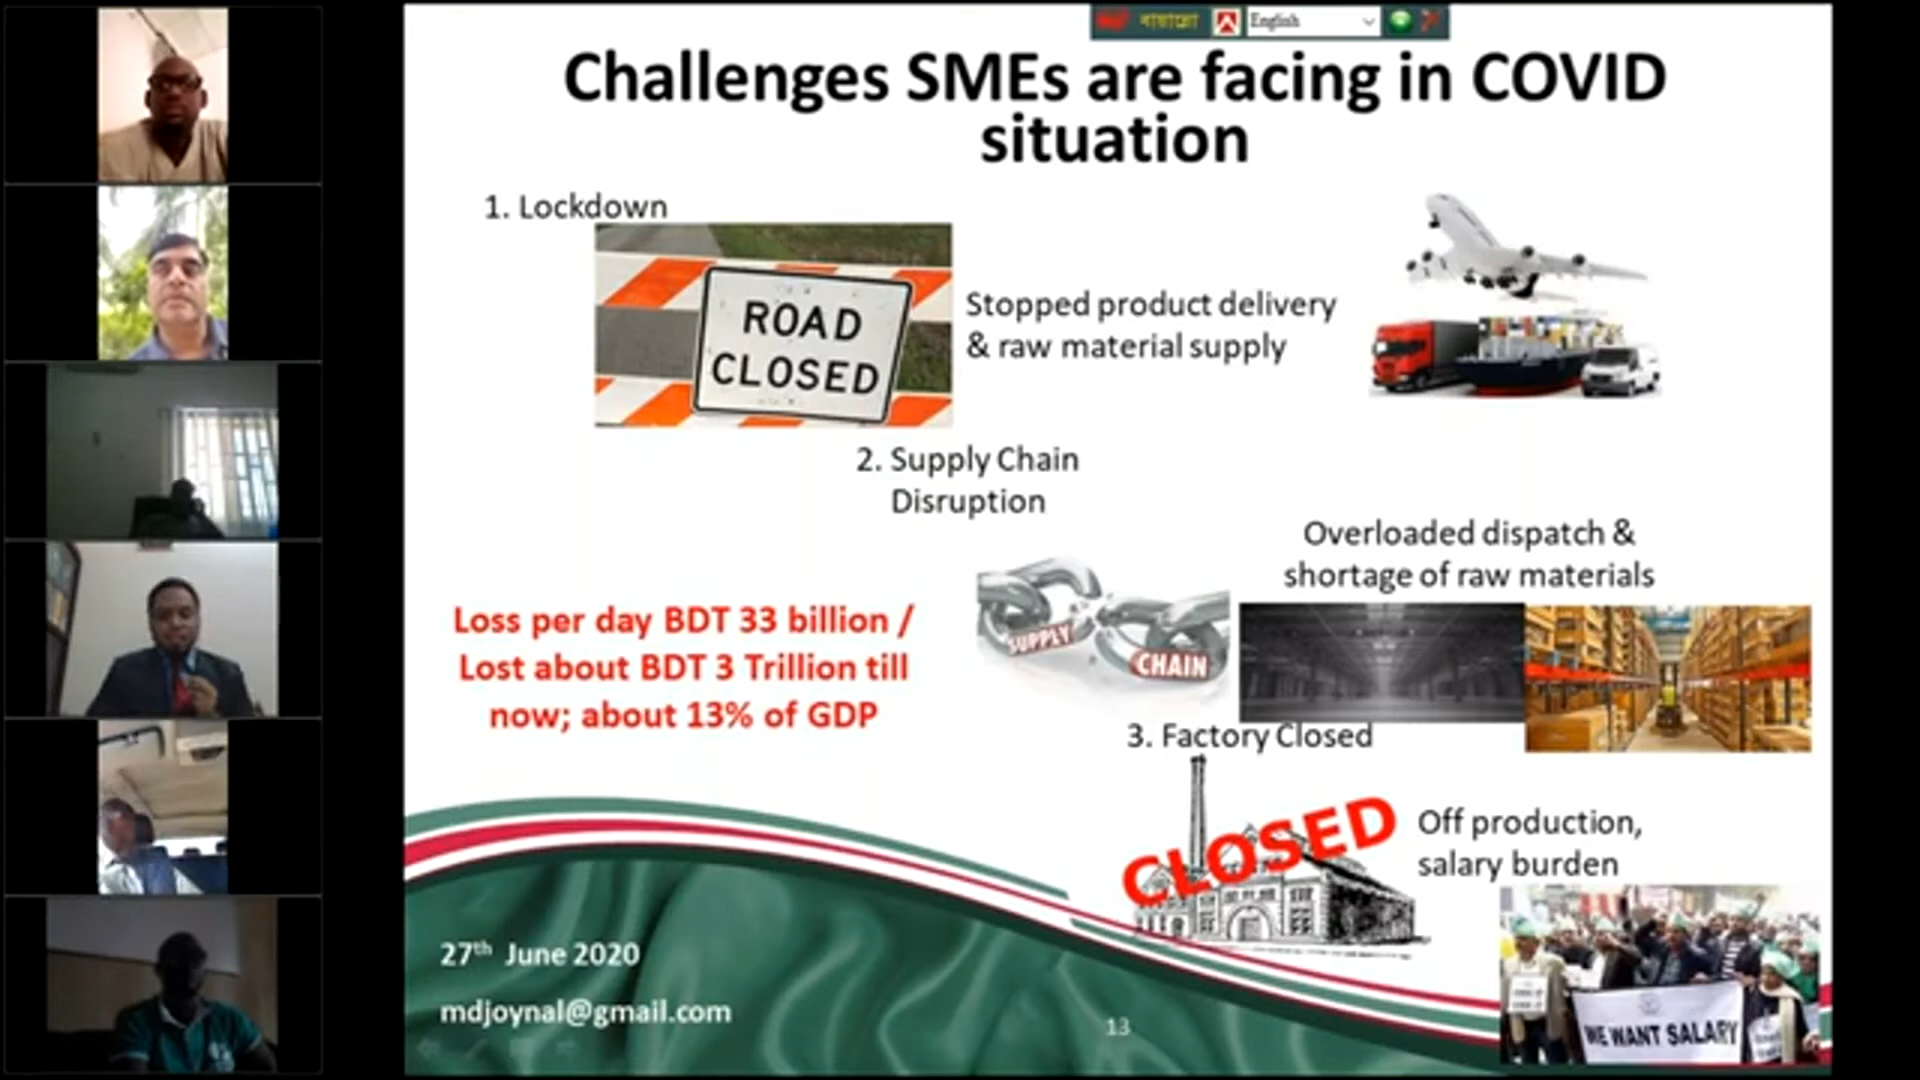 বায়ান্নো
English
Challenges SMEs are facing in COVID
situation
1. Lockdown
ROAD
CLOSED
Stopped product delivery
& raw material supply
2. Supply Chain
Disruption
Overloaded dispatch &
shortage of raw materials
SUPPLY
CHAIN
Loss per day BDT 33 billion /
Lost about BDT 3 Trillion till
now; about 13% of GDP
3. Factory Closed
CLOSED
Off production,
salary burden
WE WANT SALARY
27th June 2020
mdjoynal@gmail.com
13